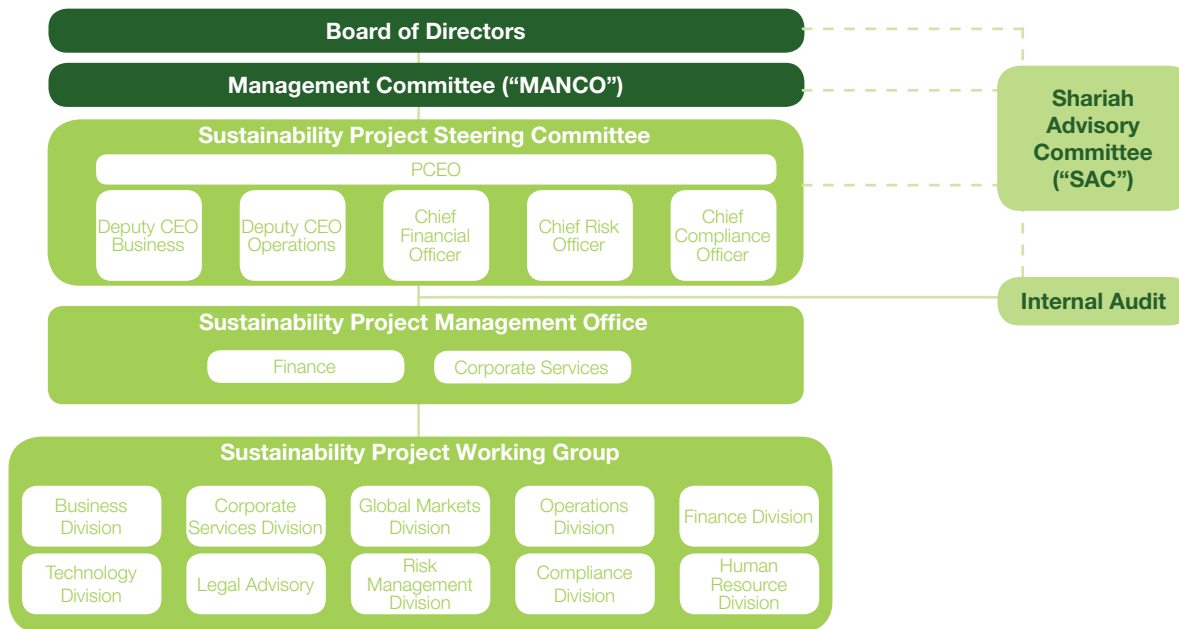 Board of Directors
Management Committee (“MANCO”)
Shariah
Advisory
Committee
(“SAC”)
Sustainability Project Steering Committee
PCEO
Deputy CEO
Business
Deputy CEO
Operations
Chief
Financial
Officer
Chief Risk
Officer
Chief
Compliance
Officer
Internal Audit
Sustainability Project Management Office
Finance
Corporate Services
Sustainability Project Working Group
Business
Division
Corporate
Services Division
Global Markets
Division
Operations
Division
Finance Division
Technology
Division
Legal Advisory
Risk
Management
Division
Compliance
Division
Human
Resource
Division